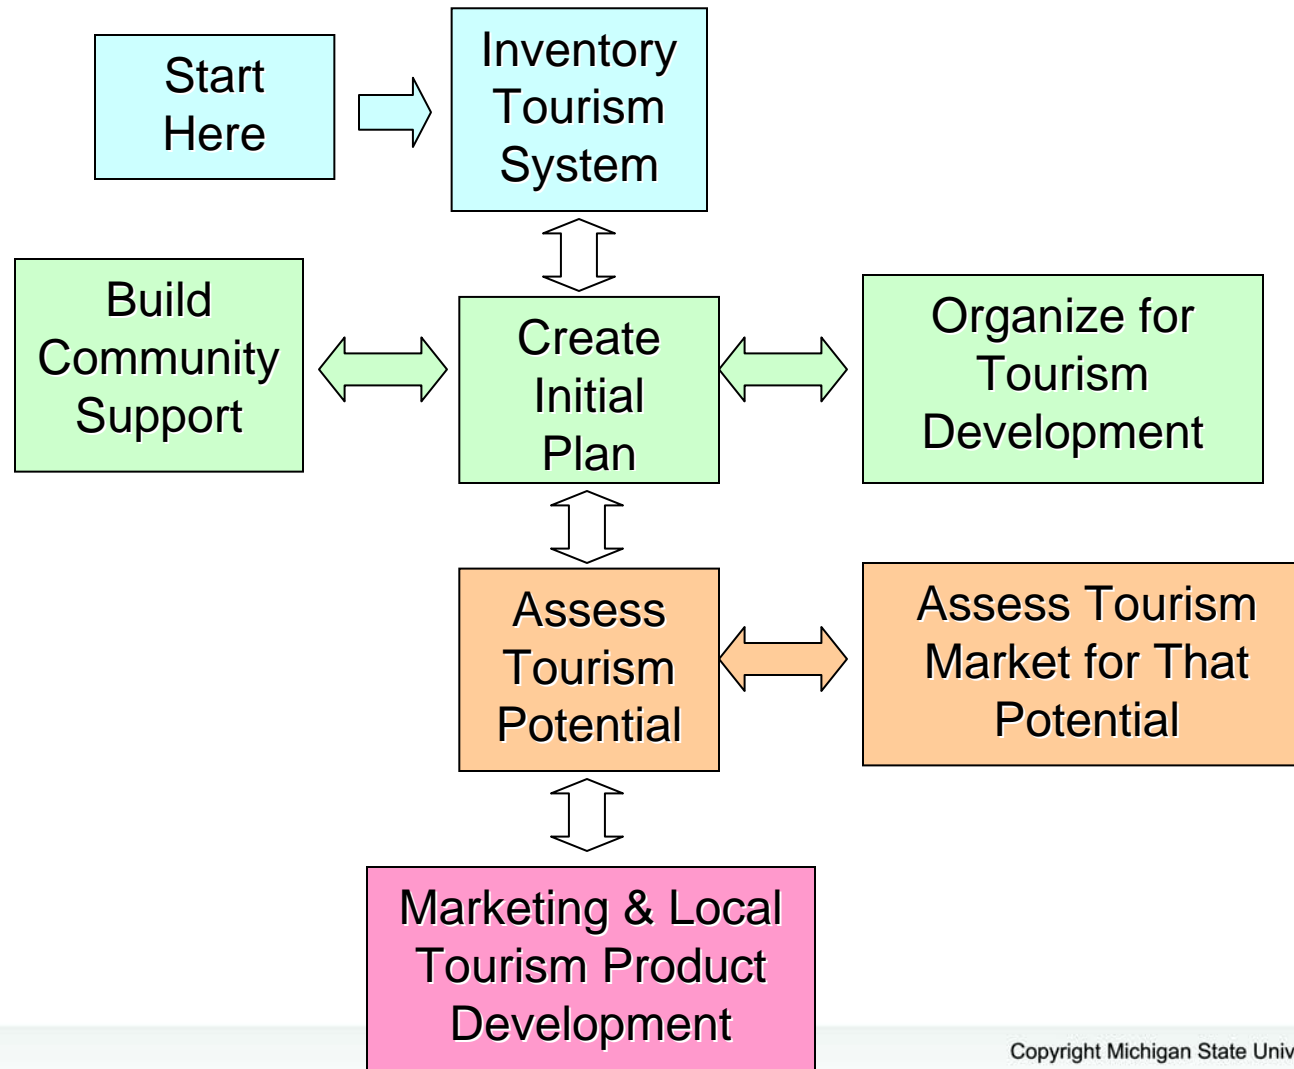 Start
Here
Inventory
Tourism
System
Build
Community
Support
Create
Initial
Plan
Organize for
Tourism
Development
Assess
Tourism
Potential
Assess Tourism
Market for That
Potential
Marketing & Local
Tourism Product
Development
Copyright Michigan State